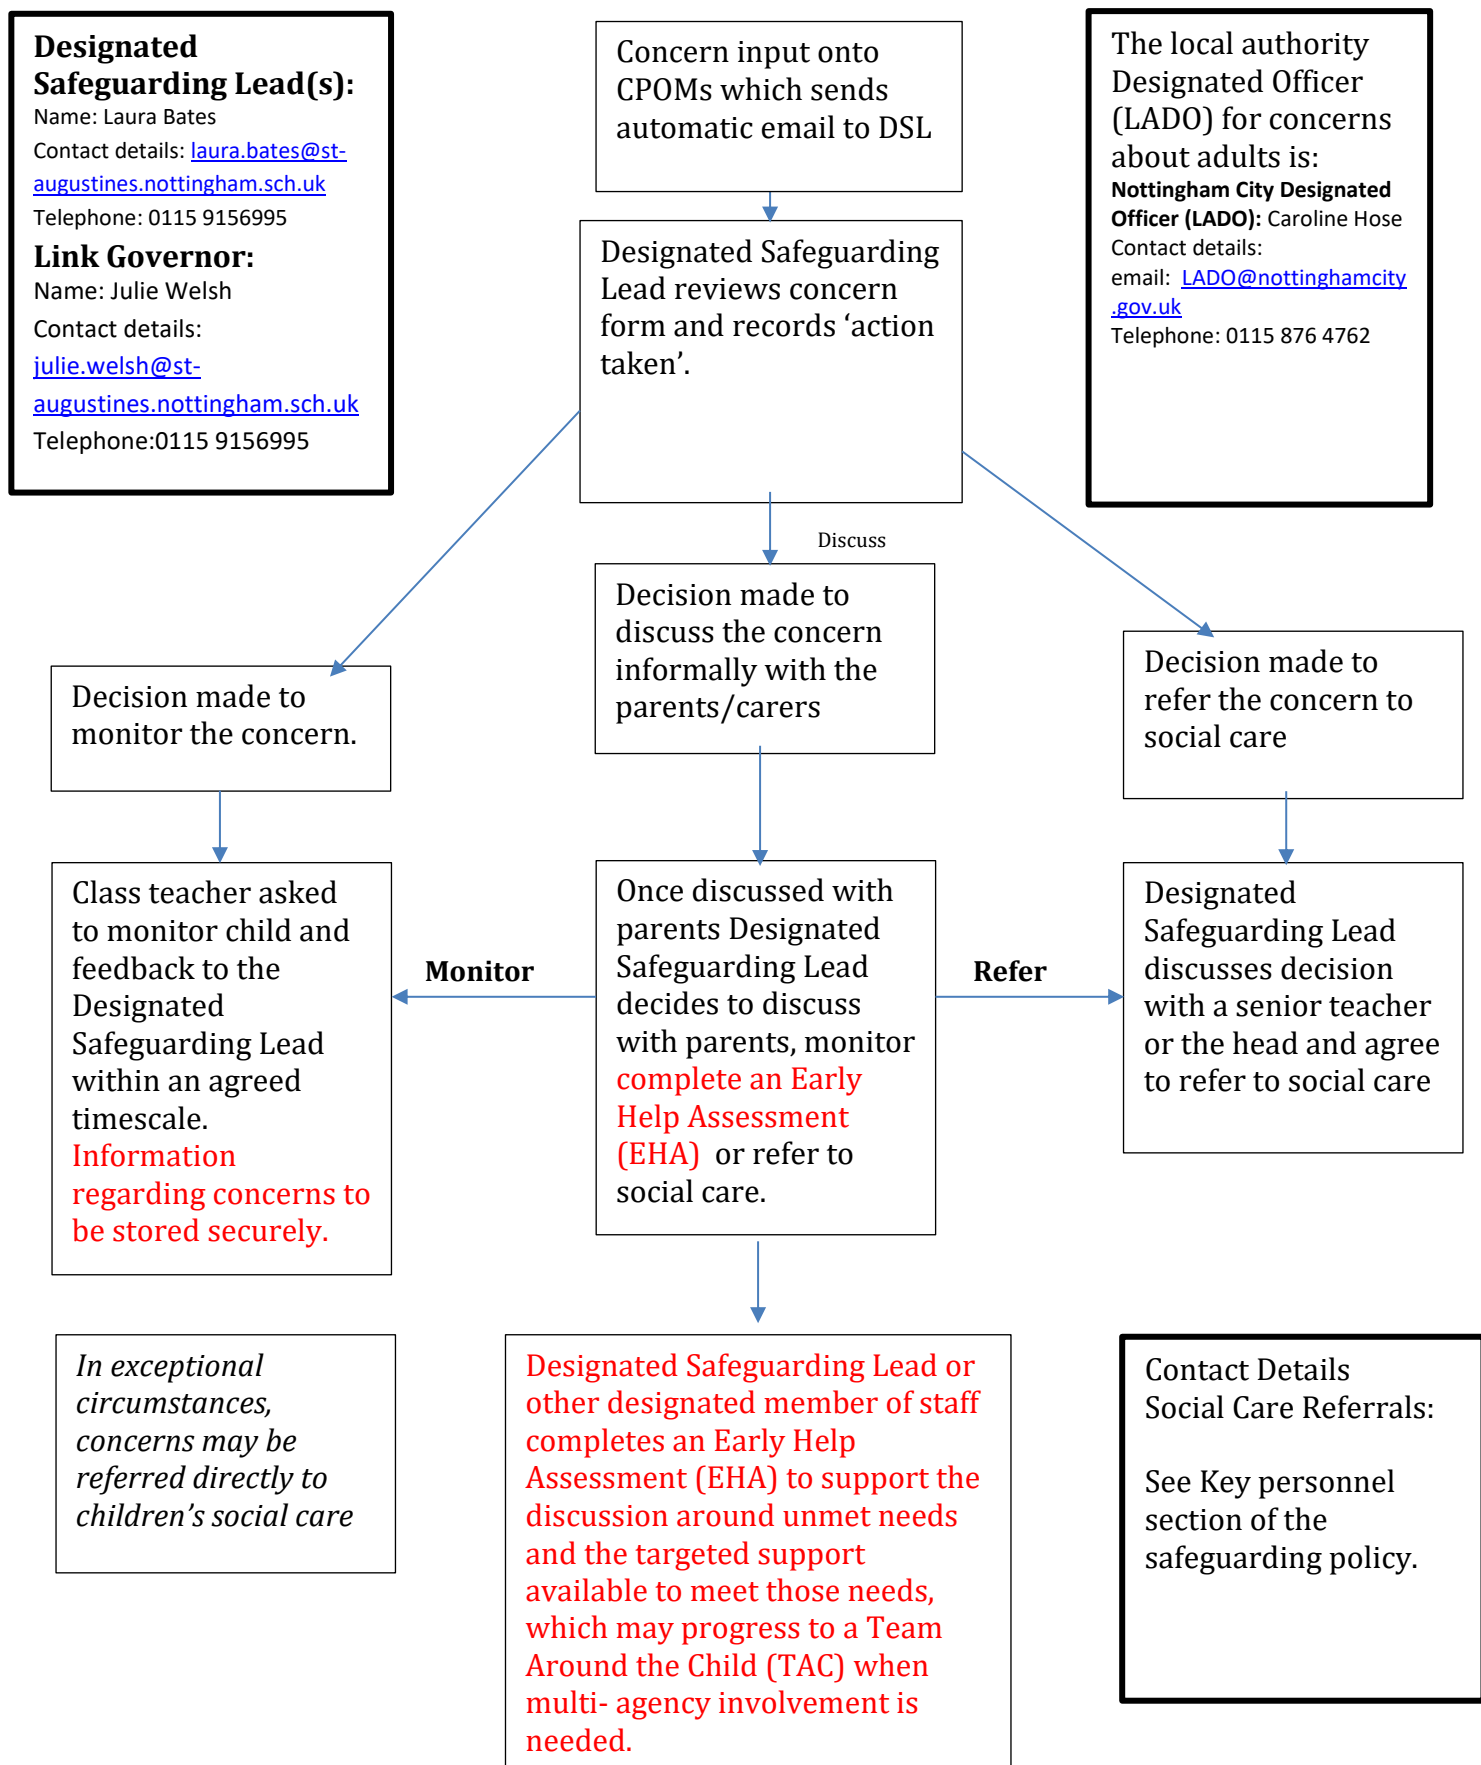 Designated
Safeguarding Lead(s):
Name: Laura Bates
Contact details: laura.bates@st-
augustines.nottingham.sch.uk
Telephone: 0115 9156995
Link Governor:
Name: Julie Welsh
Contact details:
julie.welsh@st-
augustines.nottingham.sch.uk
Telephone:0115 9156995
Concern input onto
CPOMs which sends
automatic email to DSL
The local authority
Designated Officer
(LADO) for concerns
about adults is:
Nottingham City Designated
Officer (LADO): Caroline Hose
Contact details:
email: LADO@nottinghamcity
.gov.uk
Telephone: 0115 876 4762
Designated Safeguarding
Lead reviews concern
form and records ‘action
taken’.
Discuss
Decision made to
monitor the concern.
Decision made to
discuss the concern
informally with the
parents/carers
Decision made to
refer the concern to
social care
Class teacher asked
to monitor child and
feedback to the
Designated
Safeguarding Lead
within an agreed
timescale.
Information
regarding concerns to
be stored securely.
Monitor
Once discussed with
parents Designated
Safeguarding Lead
decides to discuss
with parents, monitor
complete an Early
Help Assessment
(EHA) or refer to
social care.
Refer
Designated
Safeguarding Lead
discusses decision
with a senior teacher
or the head and agree
to refer to social care
In exceptional
circumstances,
concerns may be
referred directly to
children’s social care
Designated Safeguarding Lead or
other designated member of staff
completes an Early Help
Assessment (EHA) to support the
discussion around unmet needs
and the targeted support
available to meet those needs,
which may progress to a Team
Around the Child (TAC) when
multi- agency involvement is
needed.
Contact Details
Social Care Referrals:
See Key personnel
section of the
safeguarding policy.